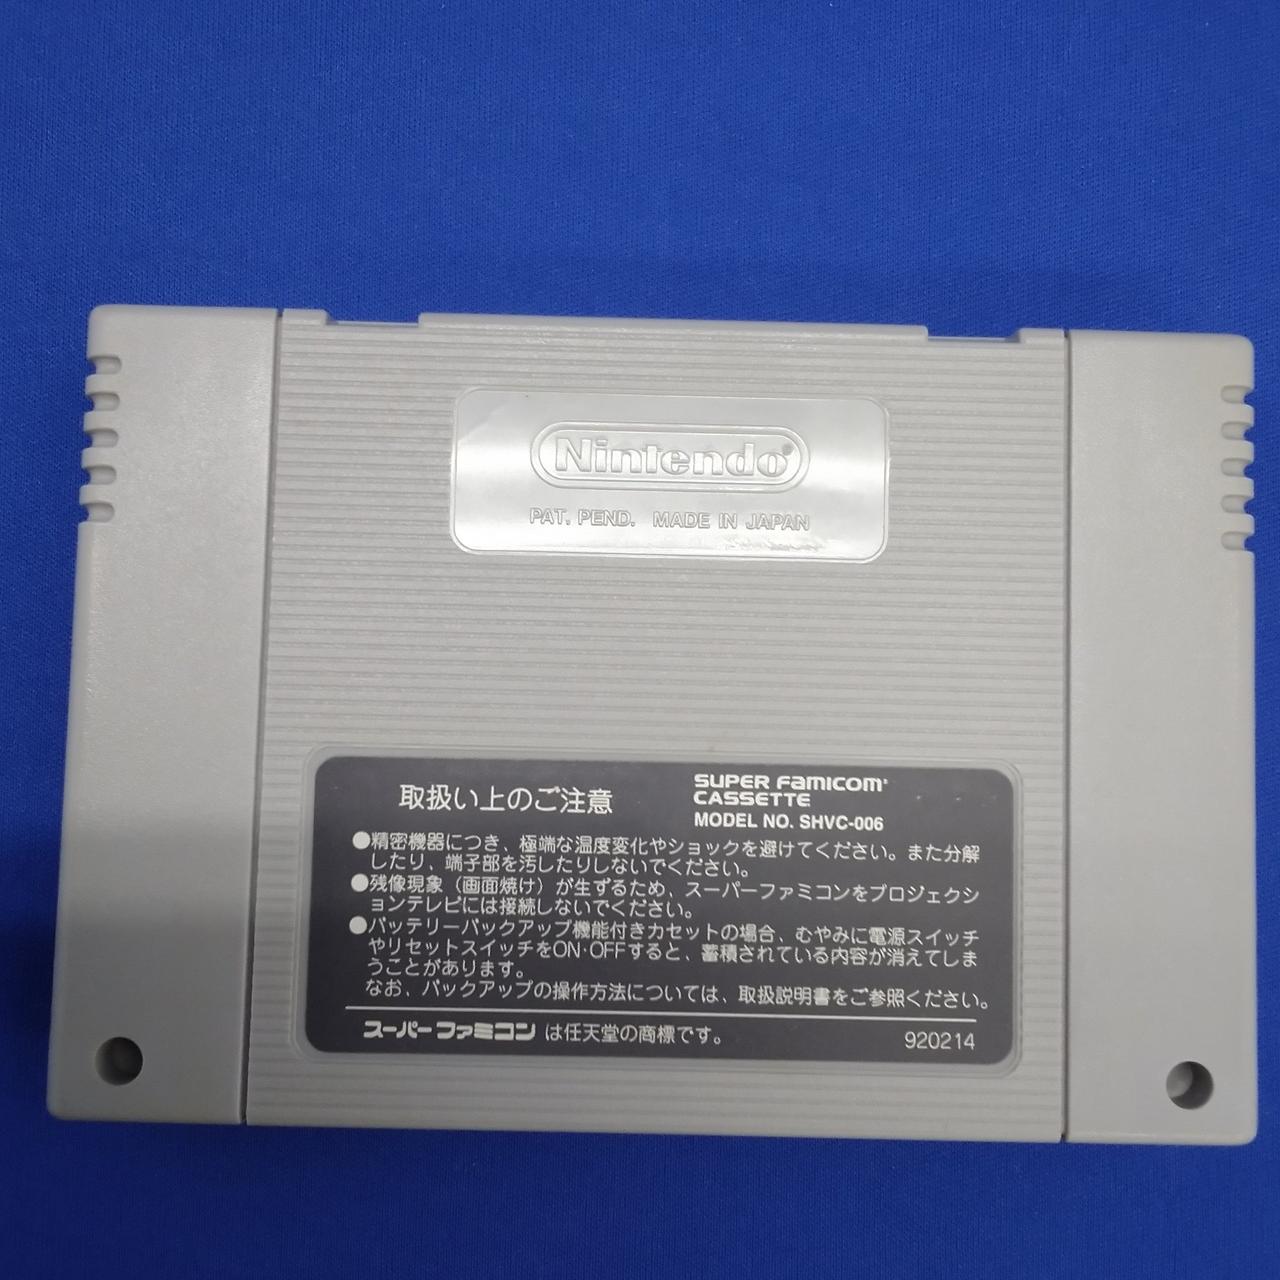 Nintendo®
PAT. PEND. MADE IN JAPAN
取扱い上のご注意
SUPER FAMICOM®
CASSETTE
MODEL NO. SHVC-006
●精密機器につき、極端な温度変化やショックを避けてください。また分解
したり、端子部を汚したりしないでください。
●残像現象（画面焼け）が生ずるため、スーパーファミコンをプロジェクシ
ョンテレビには接続しないでください。
●バッテリーバックアップ機能付きカセットの場合、むやみに電源スイッチ
やリセットスイッチをON·OFFすると、蓄積されている内容が消えてしま
うことがあります。
なお、バックアップの操作方法については、取扱説明書をご参照ください。
スーパーファミコン は任天堂の商標です。
920214